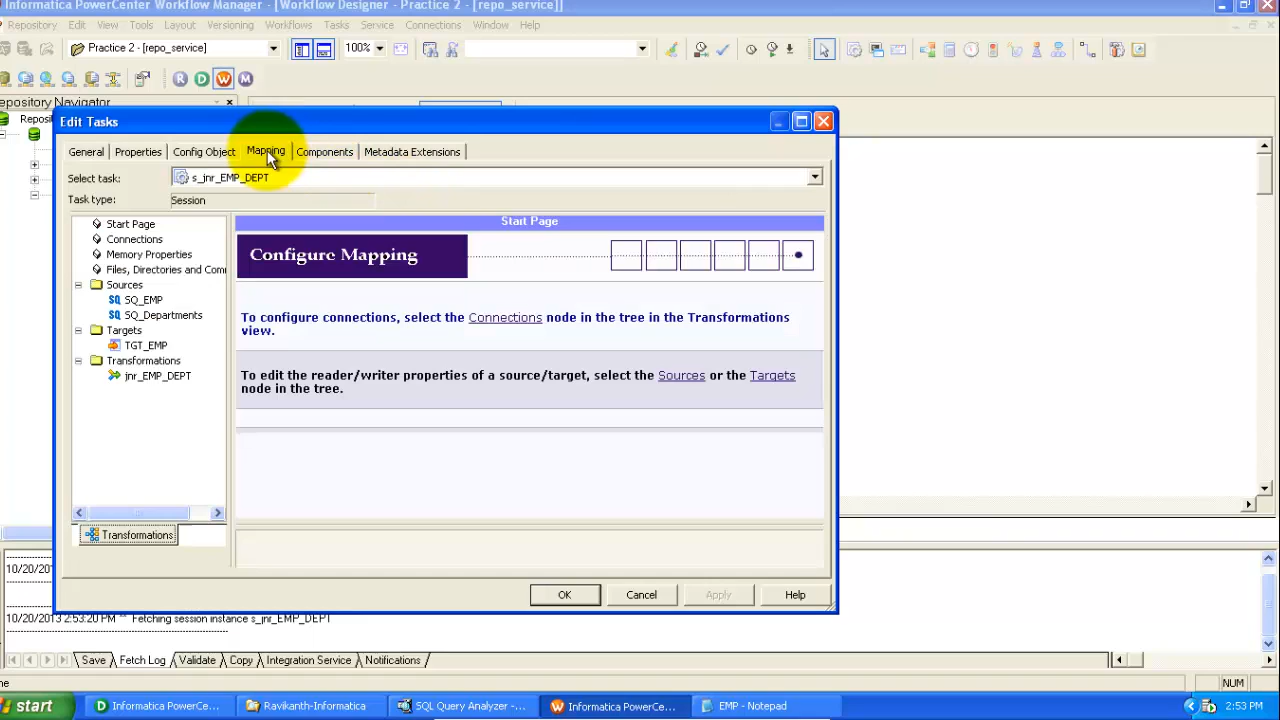 Informatica PowerCenter Workflow Manager - [Workflow Designer - Practice 2 - [repo_service]]
Repository Edit View Tools Layout Versioning Workflows Tasks Service Connections Window Help
Practice 2 - [repo_service] 100%
R D W M
epository Navigator
Reposi
Edit Tasks
General Properties Config Object Mapping Components Metadata Extensions
Select task: s_jnr_EMP_DEPT
Task type: Session
Start Page
Connections
Memory Properties
Files, Directories and Com
Sources
SQ_EMP
SQ_Departments
Targets
TGT_EMP
Transformations
jnr_EMP_DEPT
Transformations
Start Page
Configure Mapping
To configure connections, select the Connections node in the tree in the Transformations
view.
To edit the reader/writer properties of a source/target, select the Sources or the Targets
node in the tree.
OK Cancel Apply Help
10/20/201
10/20/2013 2:53:20 PM ** Fetching session instance s_jnr_EMP_DEPT
Save Fetch Log Validate Copy Integration Service Notifications
ne NUM
start Informatica PowerCe... Ravikanth-Informatica SQL Query Analyzer -... Informatica PowerCe... EMP - Notepad 2:53 PM